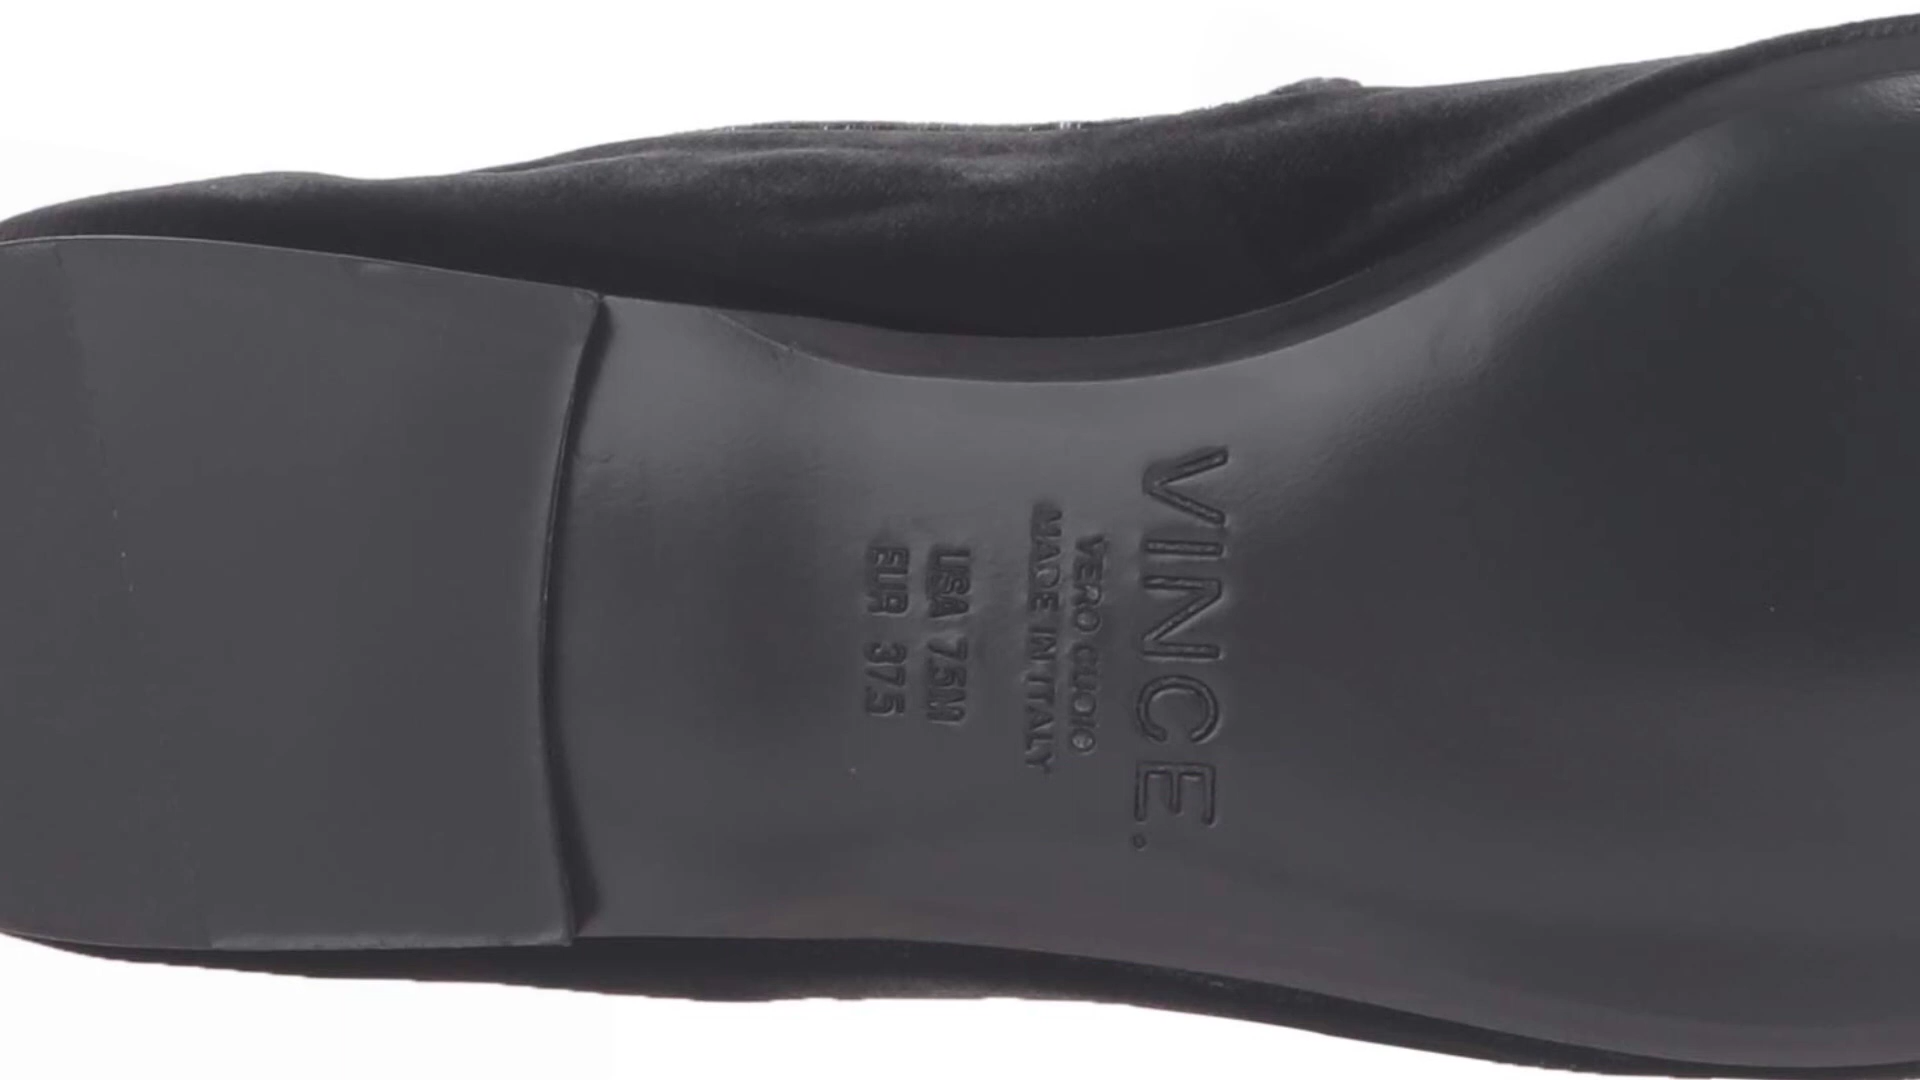 VINCE.
VERO CUOIO
MADE IN ITALY
USA 7.5M
EUR 37.5